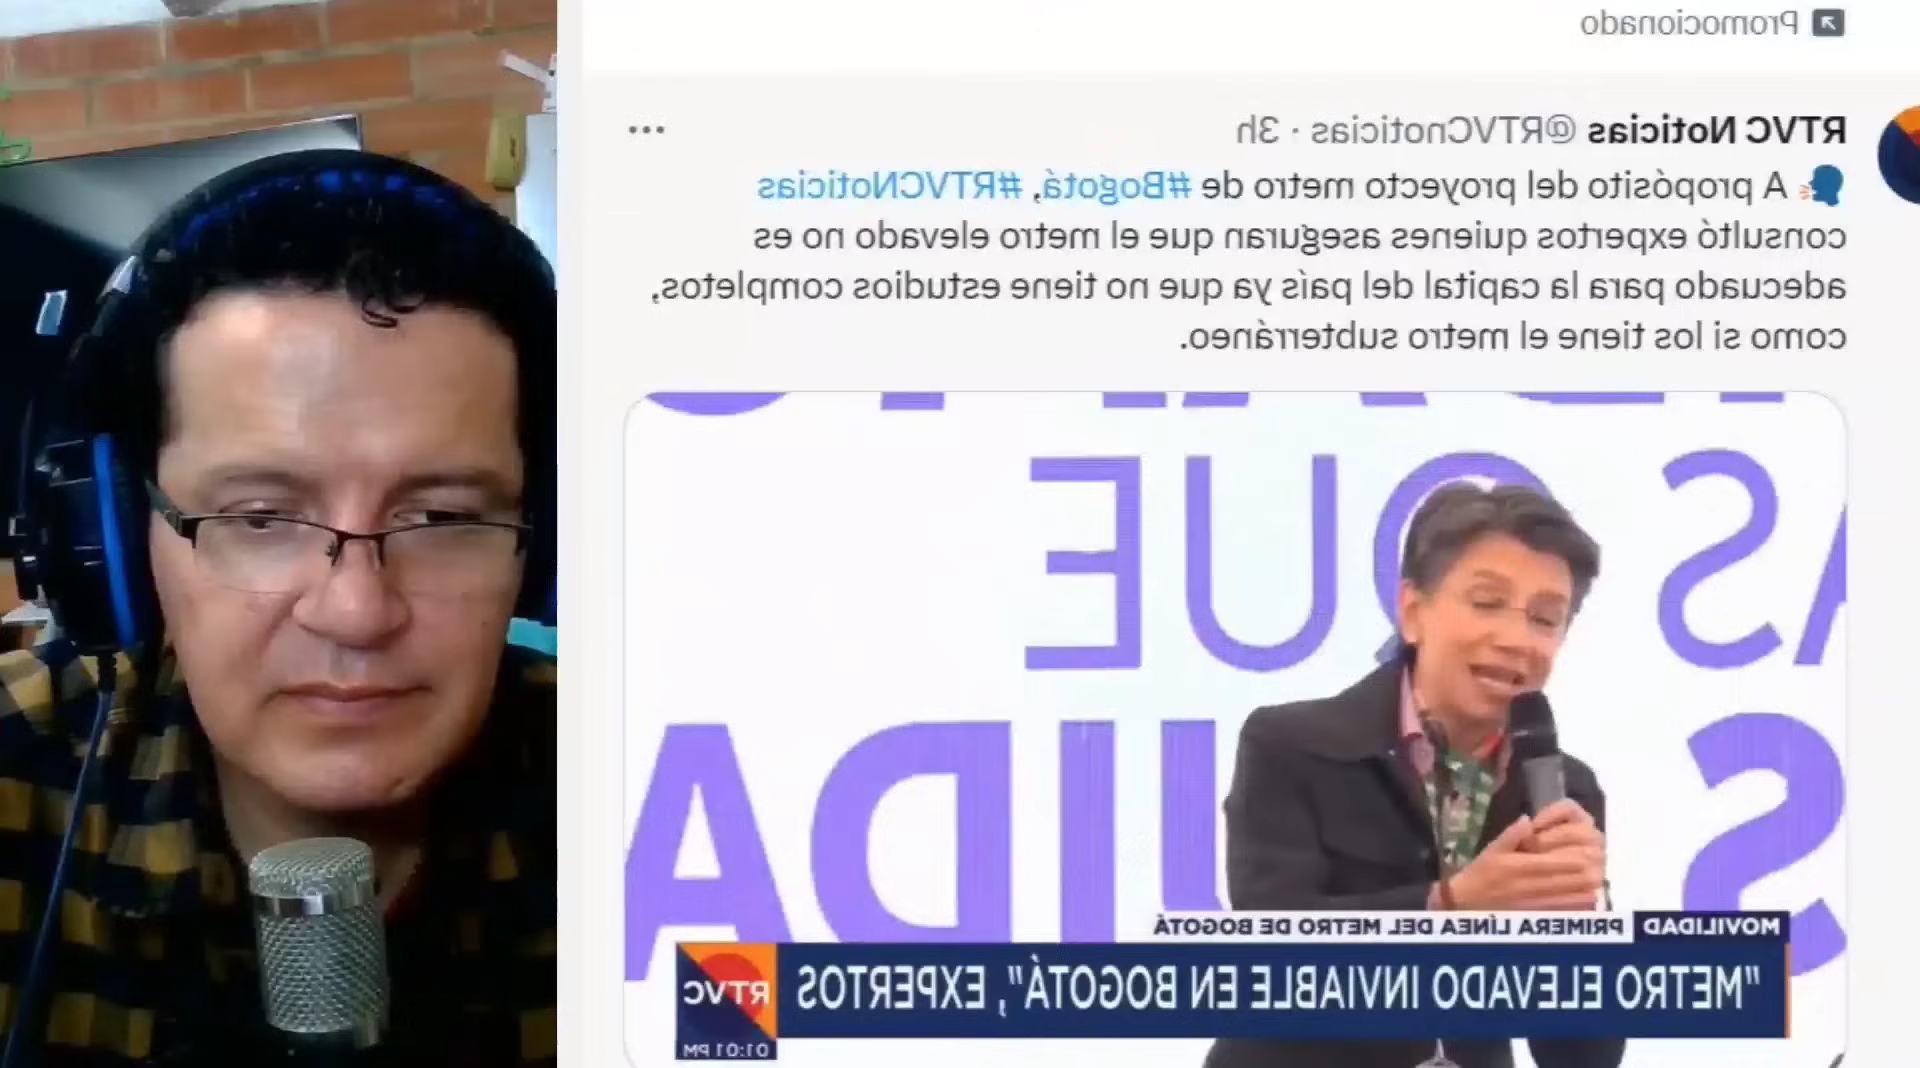 Promocionado
RTVC Noticias @RTVCnoticias · 3h
A propósito del proyecto metro de #Bogotá, #RTVCNoticias
consultó expertos quienes aseguran que el metro elevado no es
adecuado para la capital del país ya que no tiene estudios completos,
como si los tiene el metro subterráneo.
AS QUE
S UIDA
MOVILIDAD PRIMERA LÍNEA DEL METRO DE BOGOTÁ
"METRO ELEVADO INVIABLE EN BOGOTÁ", EXPERTOS
RTVC
01:01 PM